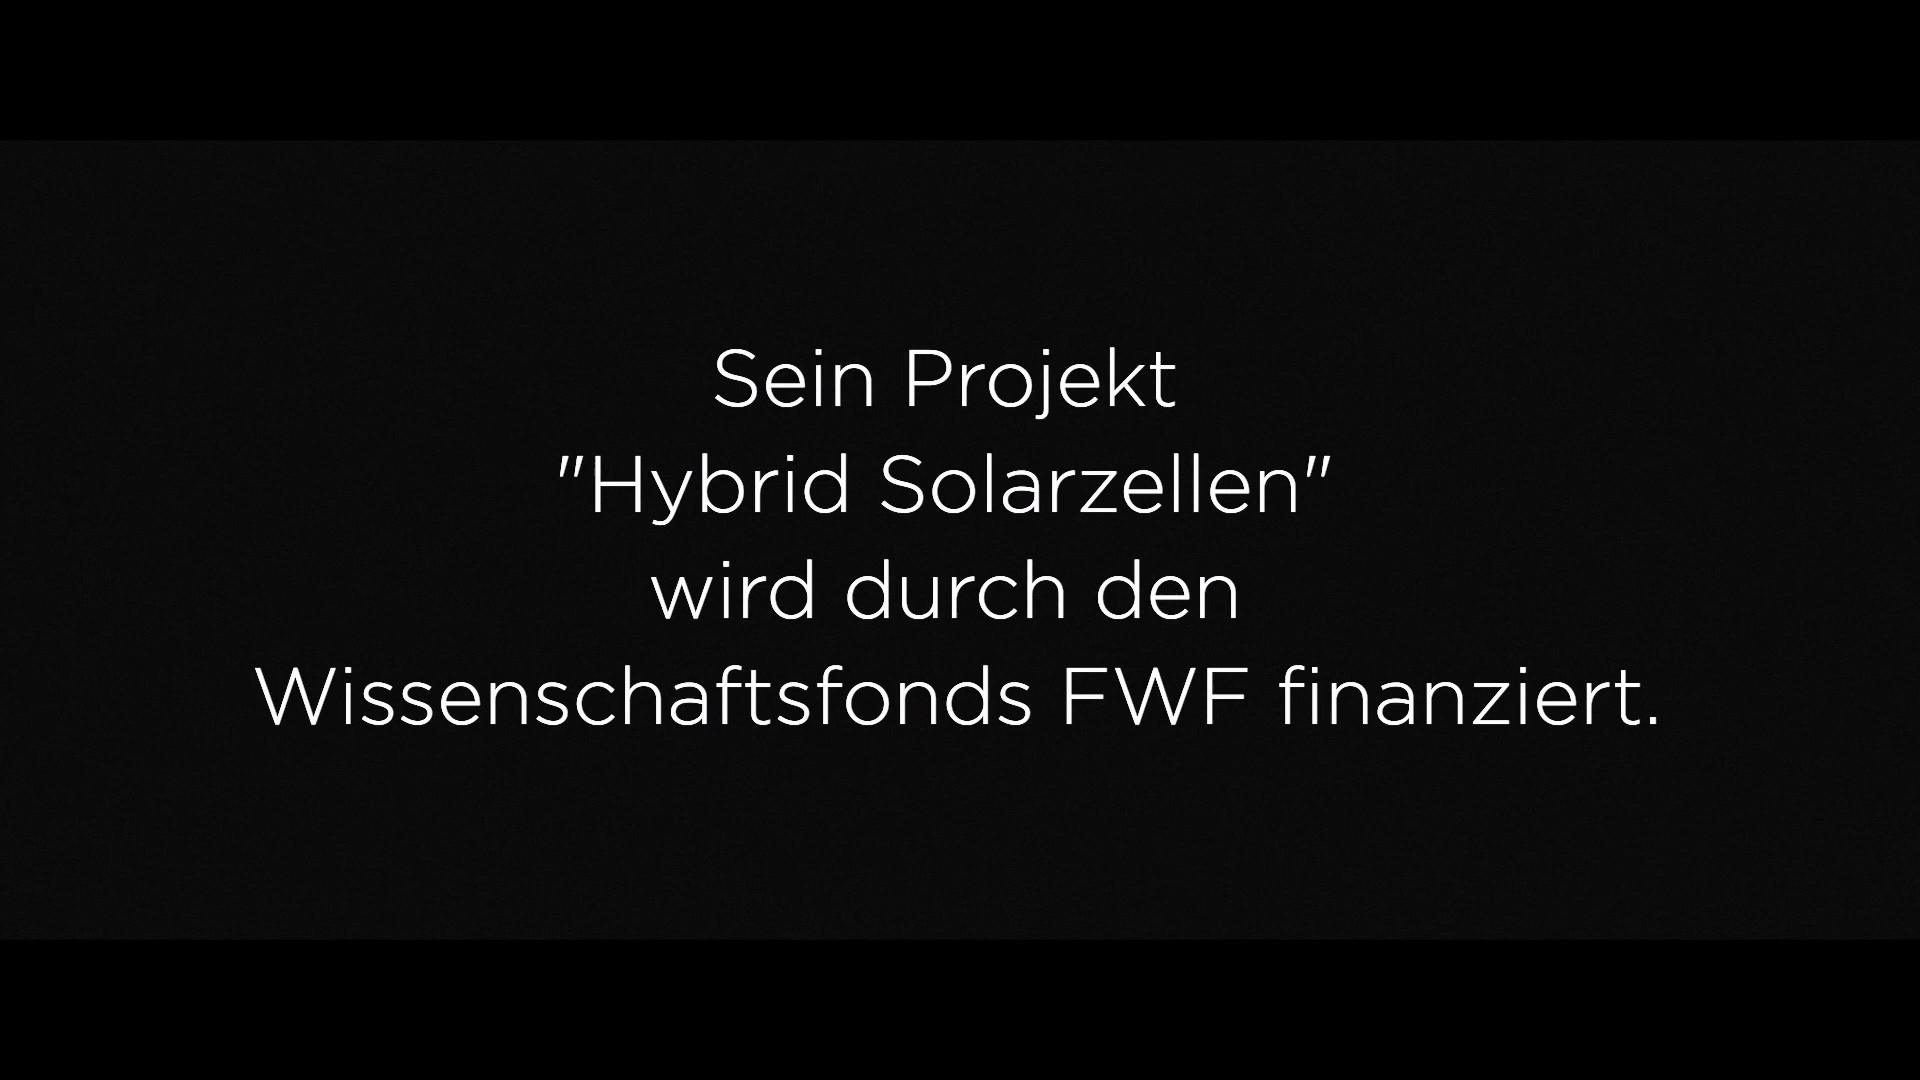 Sein Projekt
"Hybrid Solarzellen"
wird durch den
Wissenschaftsfonds FWF finanziert.